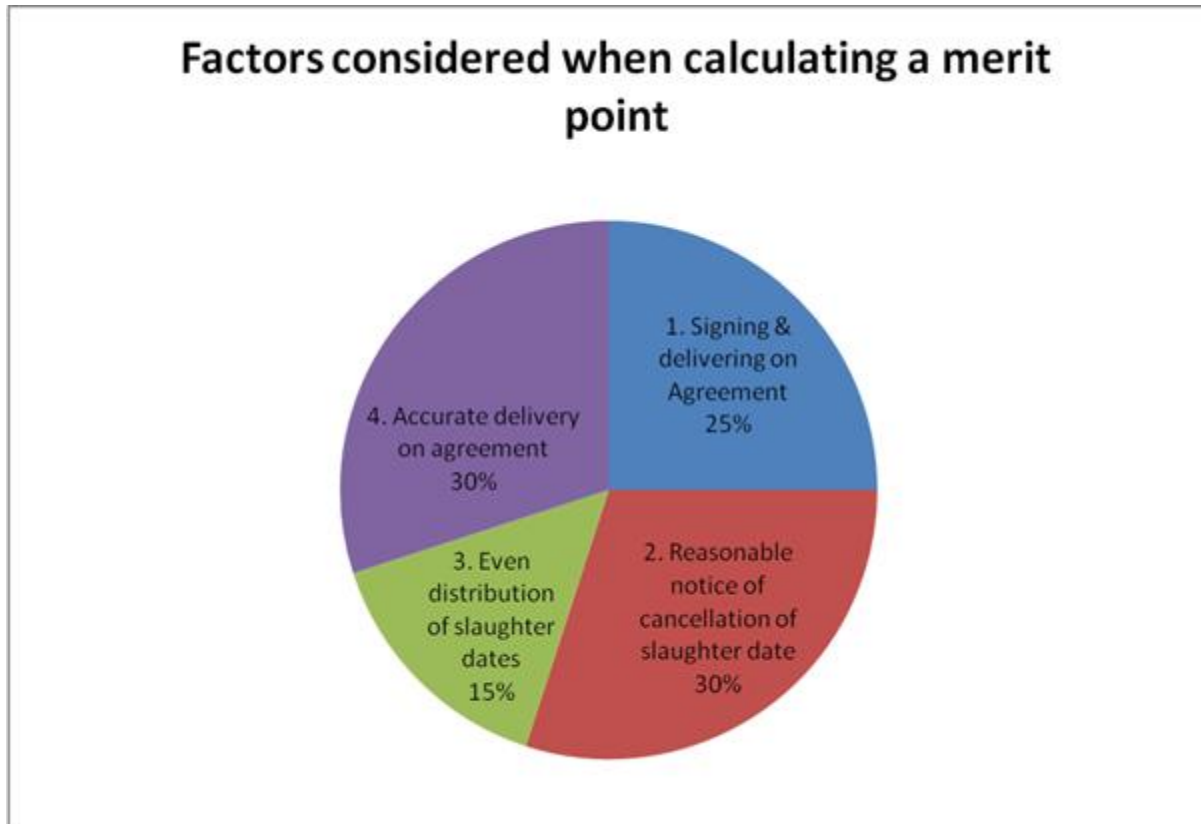 Factors considered when calculating a merit
point
1. Signing &
delivering on
Agreement
25%
2. Reasonable
notice of
cancellation of
slaughter date
30%
3. Even
distribution
of slaughter
dates
15%
4. Accurate delivery
on agreement
30%